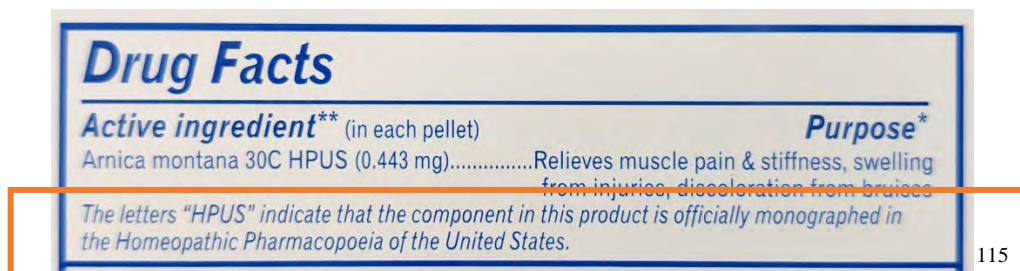 Drug Facts
Active ingredient** (in each pellet) Purpose*
Arnica montana 30C HPUS (0.443 mg)...............Relieves muscle pain & stiffness, swelling
from injuries, discoloration from bruises
The letters “HPUS” indicate that the component in this product is officially monographed in
the Homeopathic Pharmacopoeia of the United States.
115